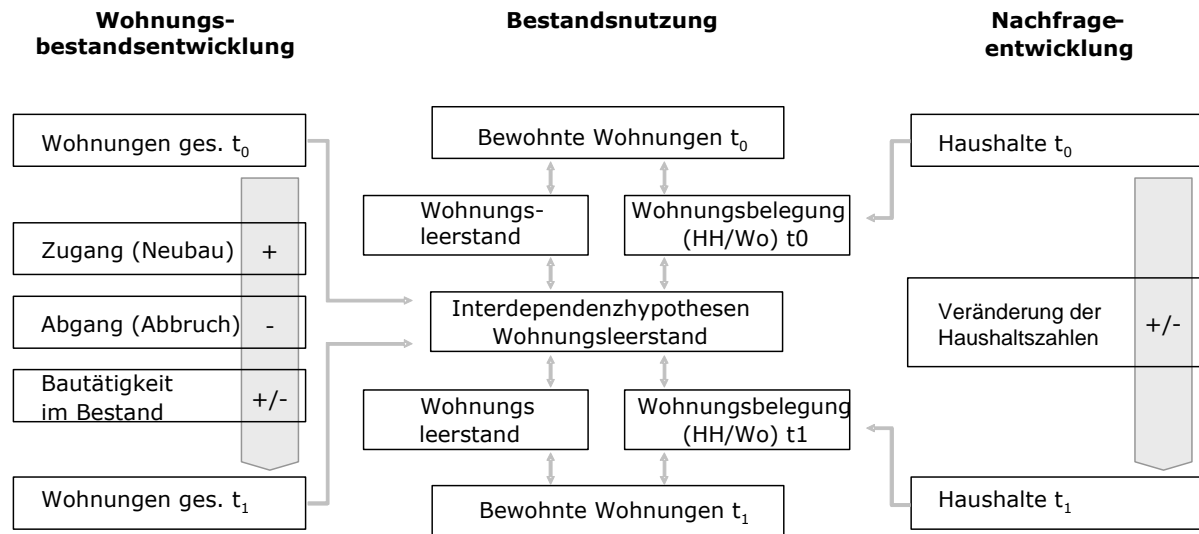 Wohnungs-
bestandsentwicklung
Wohnungen ges. t₀
Zugang (Neubau) +
Abgang (Abbruch) -
Bautätigkeit
im Bestand +/-
Wohnungen ges. t₁
Bestandsnutzung
Bewohnte Wohnungen t₀
Wohnungs-
leerstand
Wohnungsbelegung
(HH/Wo) t0
Interdependenzhypothesen
Wohnungsleerstand
Wohnungs
leerstand
Wohnungsbelegung
(HH/Wo) t1
Bewohnte Wohnungen t₁
Nachfrage-
entwicklung
Haushalte t₀
Veränderung der
Haushaltszahlen +/-
Haushalte t₁